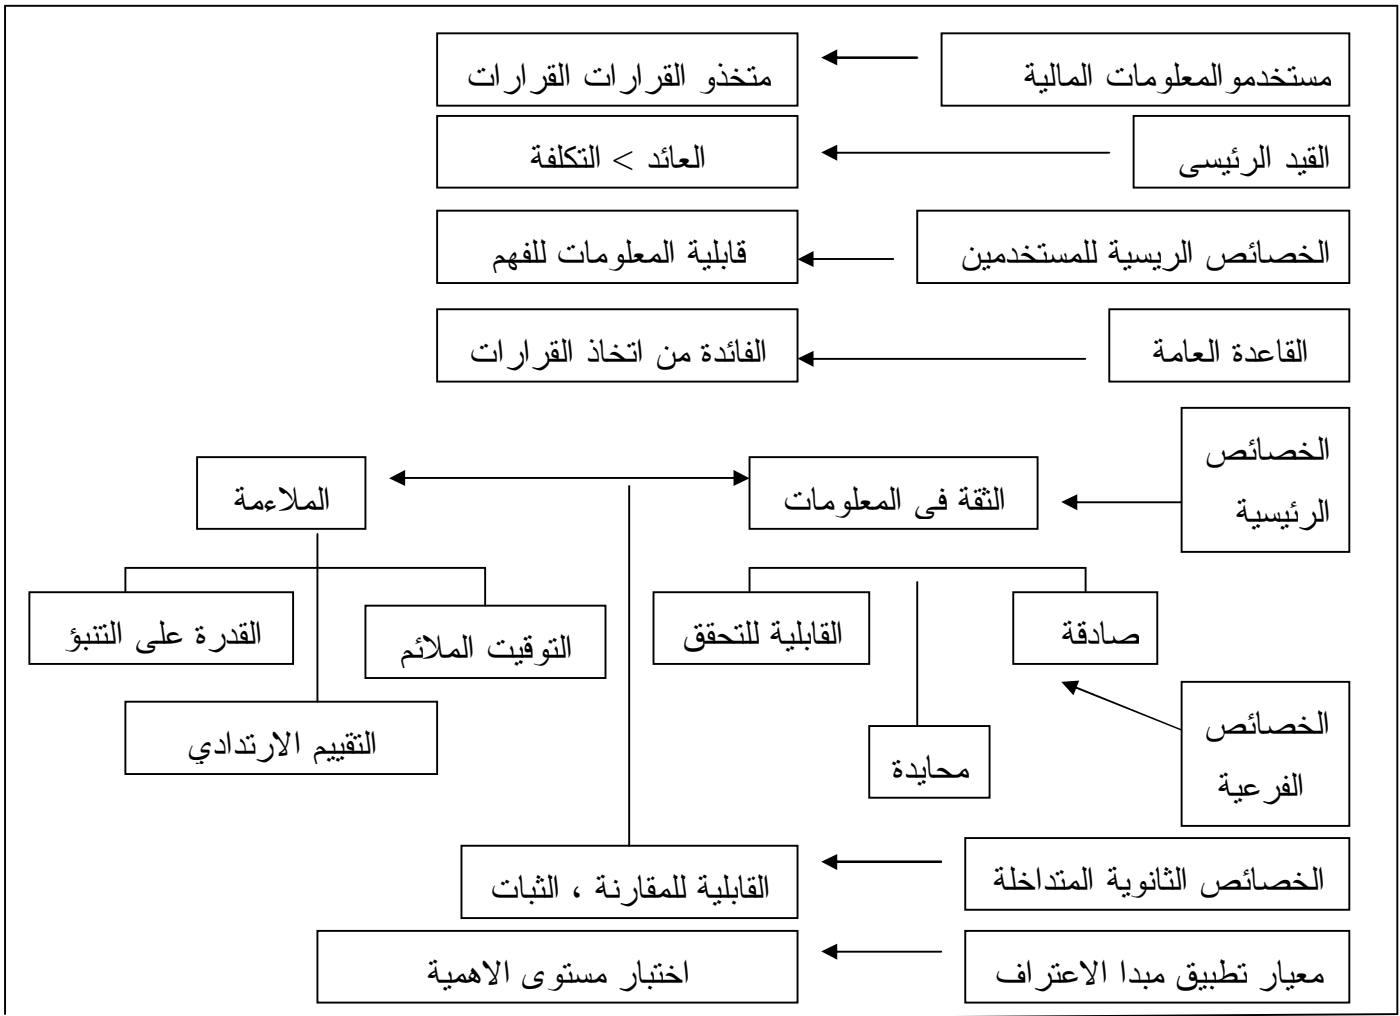 مستخدمو المعلومات المالية
متخذو القرارات القرارات
القيد الرئيسى
العائد > التكلفة
الخصائص الريسية للمستخدمين
قابلية المعلومات للفهم
القاعدة العامة
الفائدة من اتخاذ القرارات
الخصائص
الرئيسية
الثقة فى المعلومات
الملاءمة
صادقة
القابلية للتحقق
التوقيت الملائم
القدرة على التنبؤ
الخصائص
الفرعية
محايدة
التقييم الارتدادي
الخصائص الثانوية المتداخلة
القابلية للمقارنة ، الثبات
معيار تطبيق مبدا الاعتراف
اختبار مستوى الاهمية